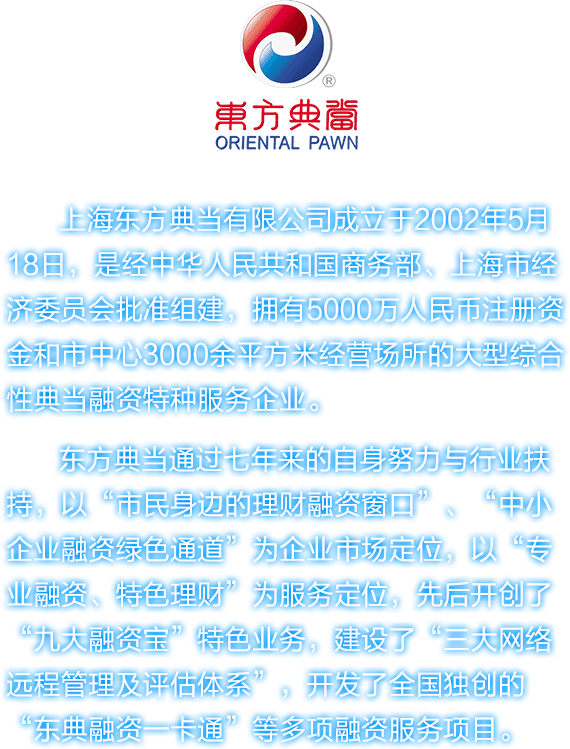 ®
東方典當
ORIENTAL PAWN
上海东方典当有限公司成立于2002年5月
18日，是经中华人民共和国商务部、上海市经
济委员会批准组建，拥有5000万人民币注册资
金和市中心3000余平方米经营场所的大型综合
性典当融资特种服务企业。
东方典当通过七年来的自身努力与行业扶
持，以“市民身边的理财融资窗口”、“中小
企业融资绿色通道”为企业市场定位，以“专
业融资、特色理财”为服务定位，先后开创了
“九大融资宝”特色业务，建设了“三大网络
远程管理及评估体系”，开发了全国独创的
“东典融资一卡通”等多项融资服务项目。